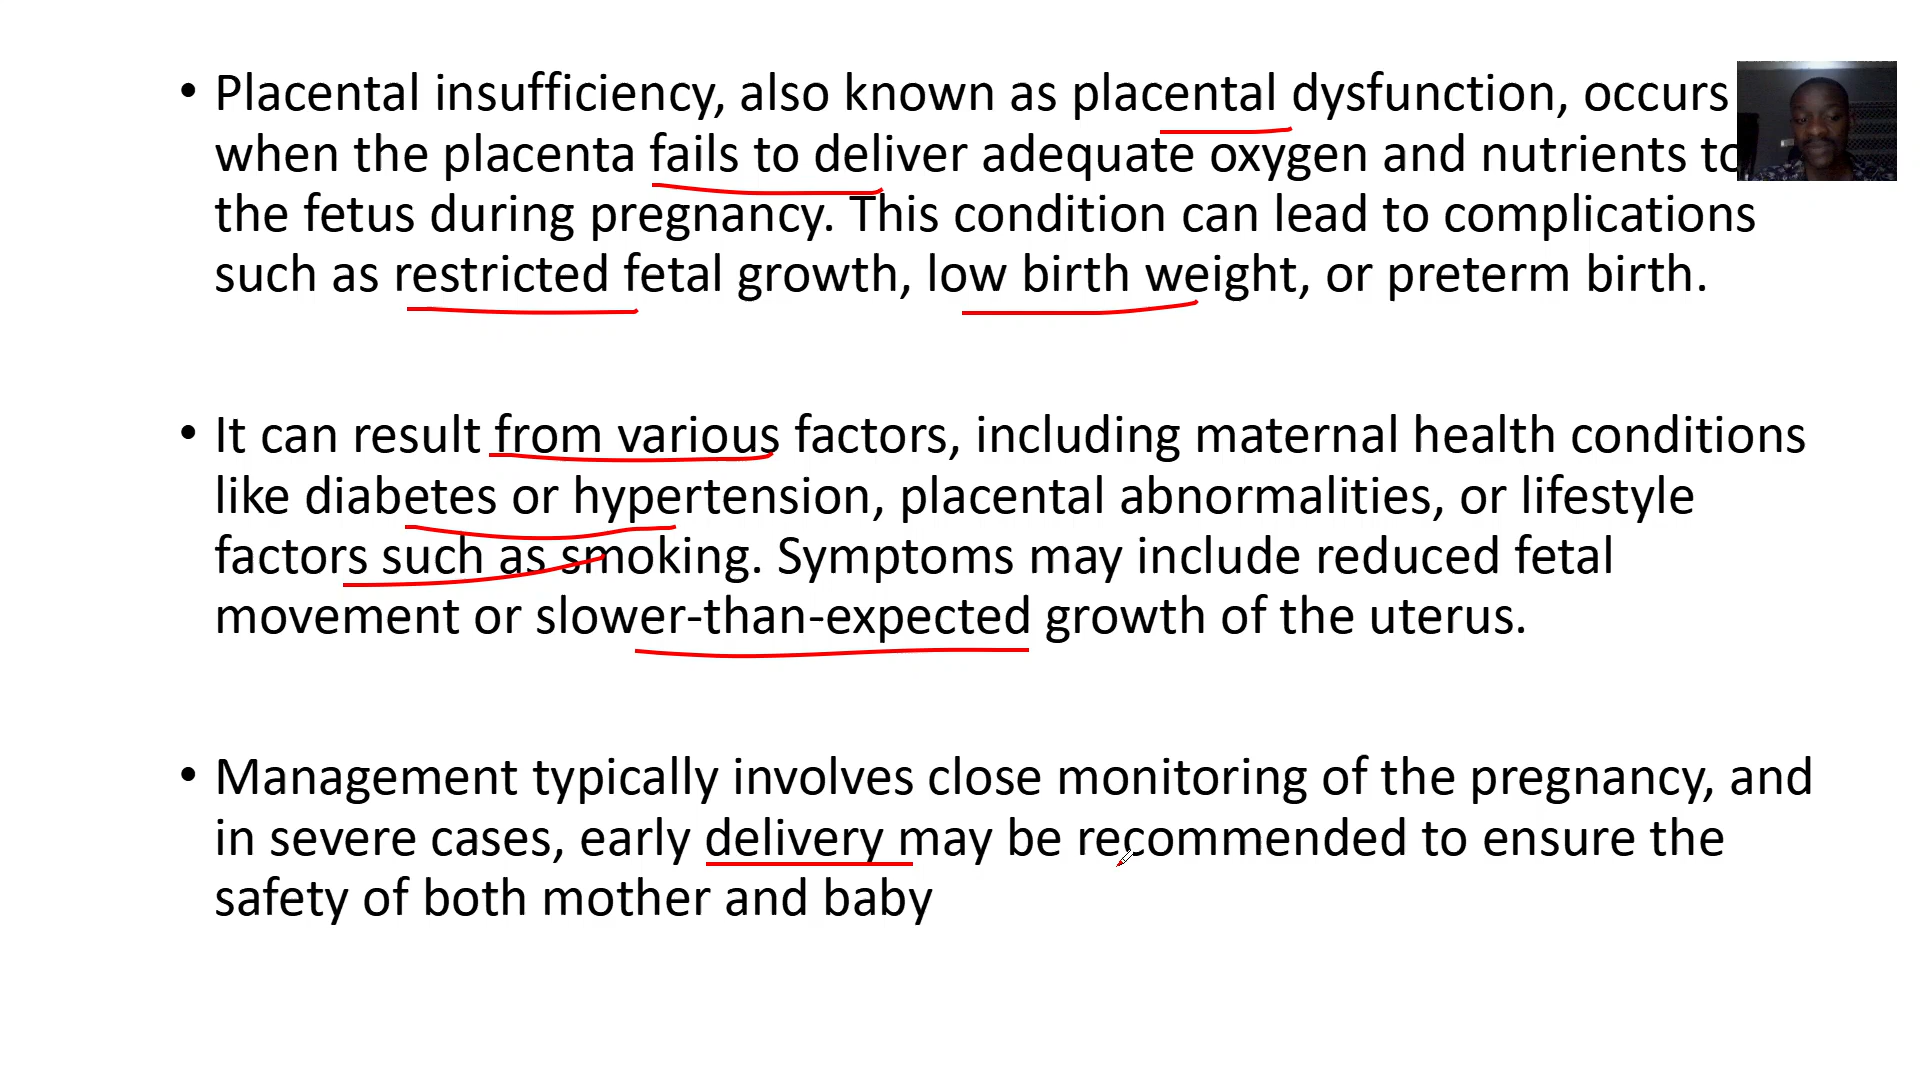 • Placental insufficiency, also known as placental dysfunction, occurs
when the placenta fails to deliver adequate oxygen and nutrients to
the fetus during pregnancy. This condition can lead to complications
such as restricted fetal growth, low birth weight, or preterm birth.
• It can result from various factors, including maternal health conditions
like diabetes or hypertension, placental abnormalities, or lifestyle
factors such as smoking. Symptoms may include reduced fetal
movement or slower-than-expected growth of the uterus.
• Management typically involves close monitoring of the pregnancy, and
in severe cases, early delivery may be recommended to ensure the
safety of both mother and baby